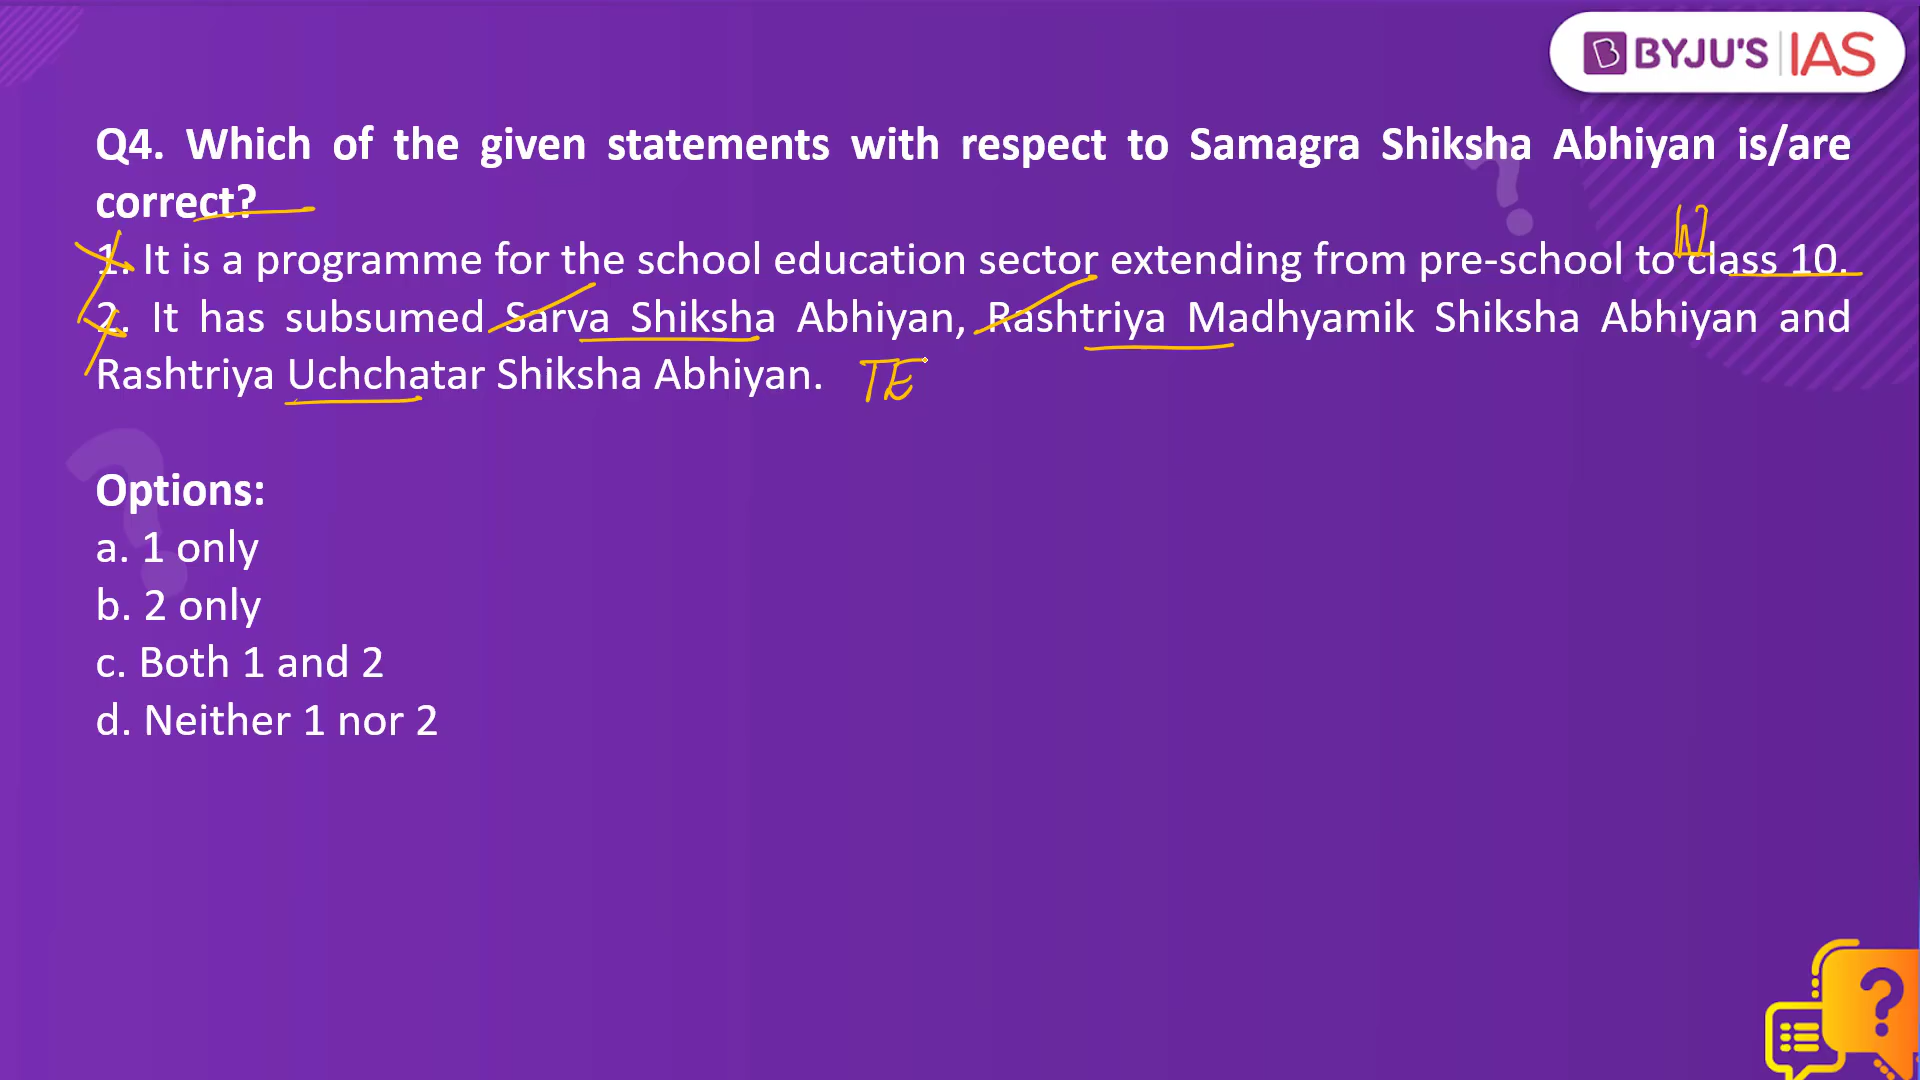 BYJU'S IAS
Q4. Which of the given statements with respect to Samagra Shiksha Abhiyan is/are
correct?
1. It is a programme for the school education sector extending from pre-school to class 10.
2. It has subsumed Sarva Shiksha Abhiyan, Rashtriya Madhyamik Shiksha Abhiyan and
Rashtriya Uchchatar Shiksha Abhiyan. TE
Options:
a. 1 only
b. 2 only
c. Both 1 and 2
d. Neither 1 nor 2